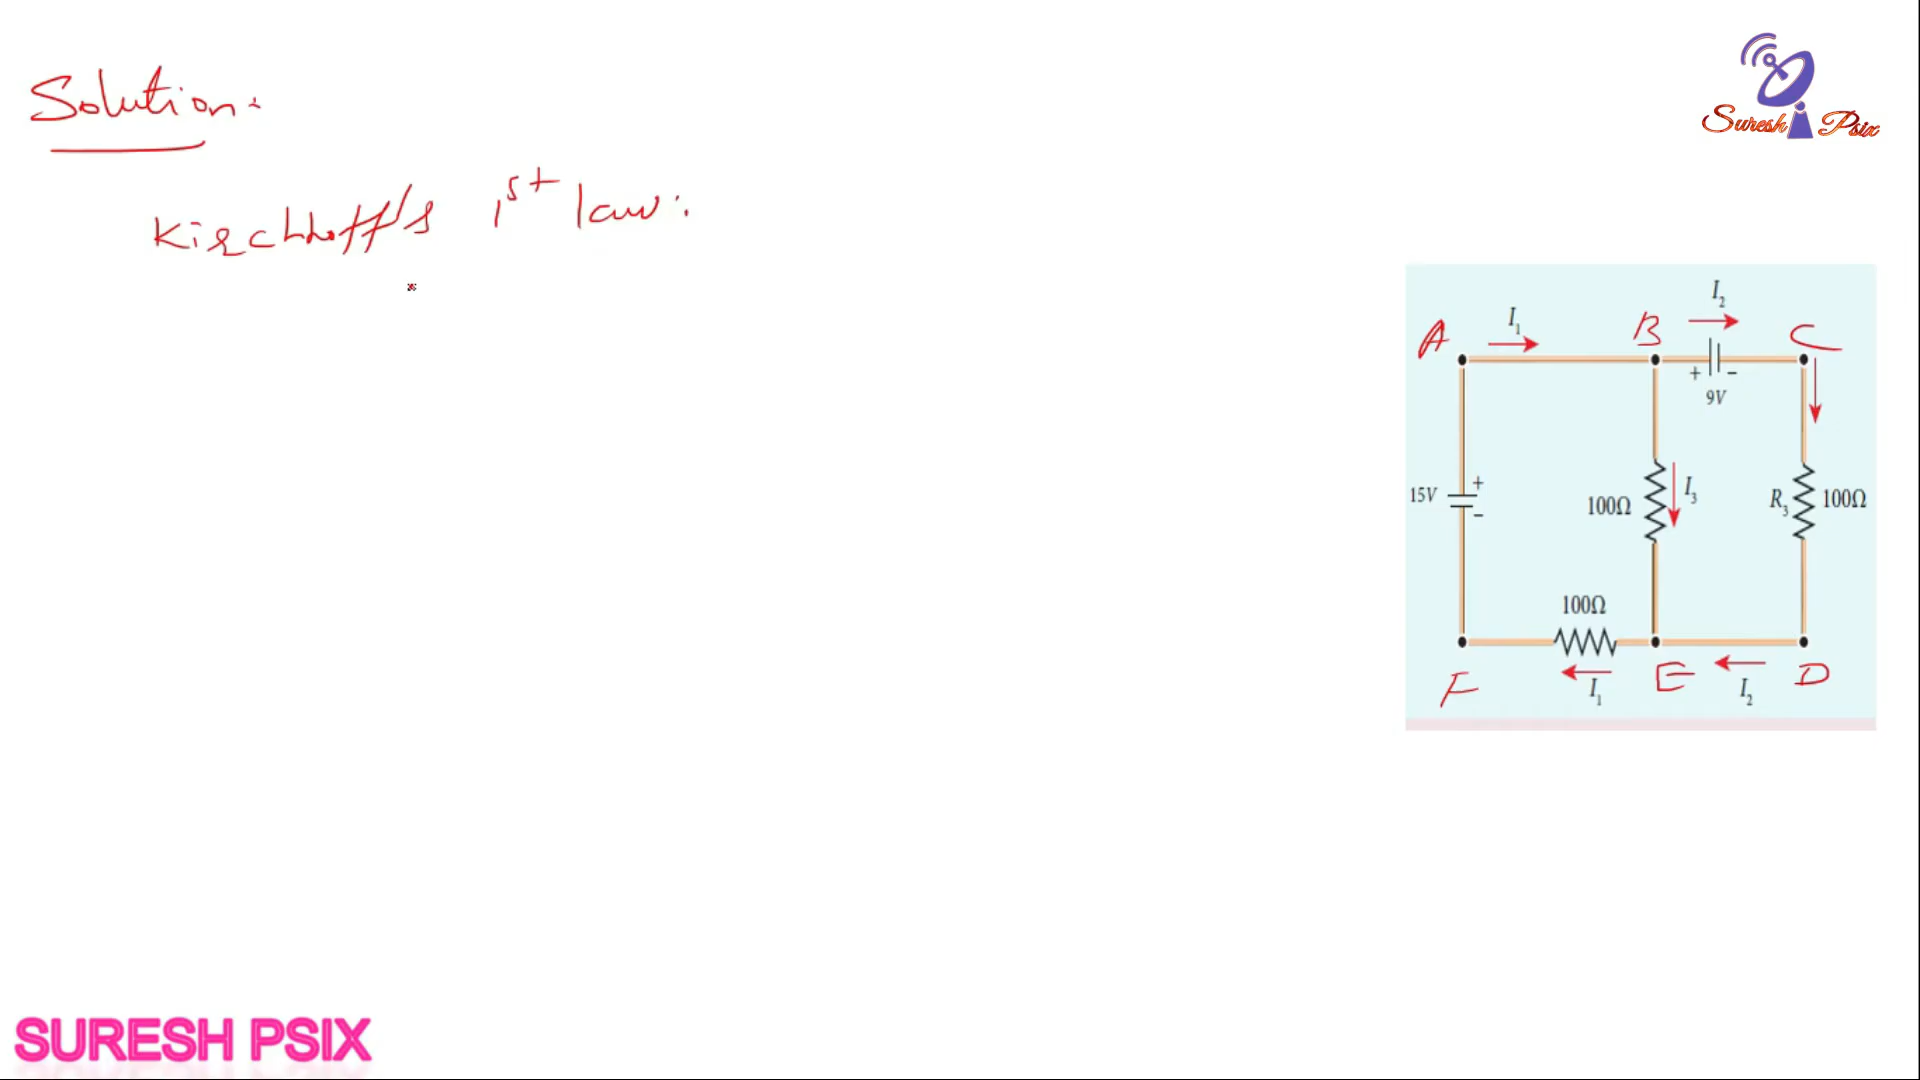 Solution:
Kirchhoff's 1st law:
Suresh Psix
I₂
I₁
A
B
C
+ -
9V
15V
+
-
100Ω
I₃
R₃
100Ω
100Ω
F
I₁
E
I₂
D
SURESH PSIX